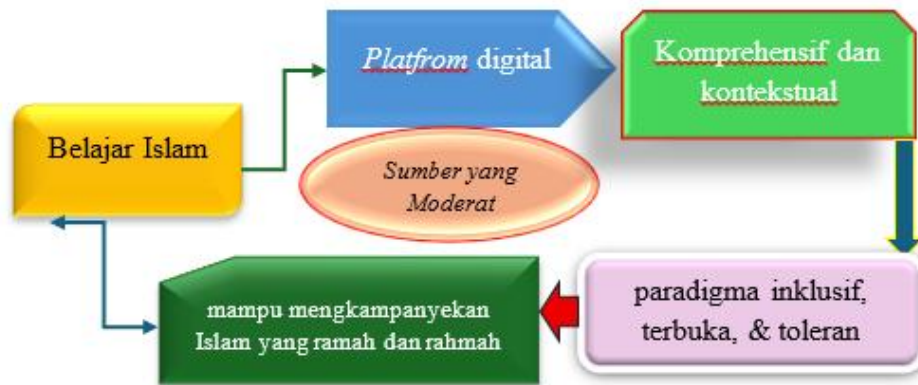 Belajar Islam
Platfrom digital
Komprehensif dan
kontekstual
Sumber yang
Moderat
paradigma inklusif,
terbuka, & toleran
mampu mengkampanyekan
Islam yang ramah dan rahmah